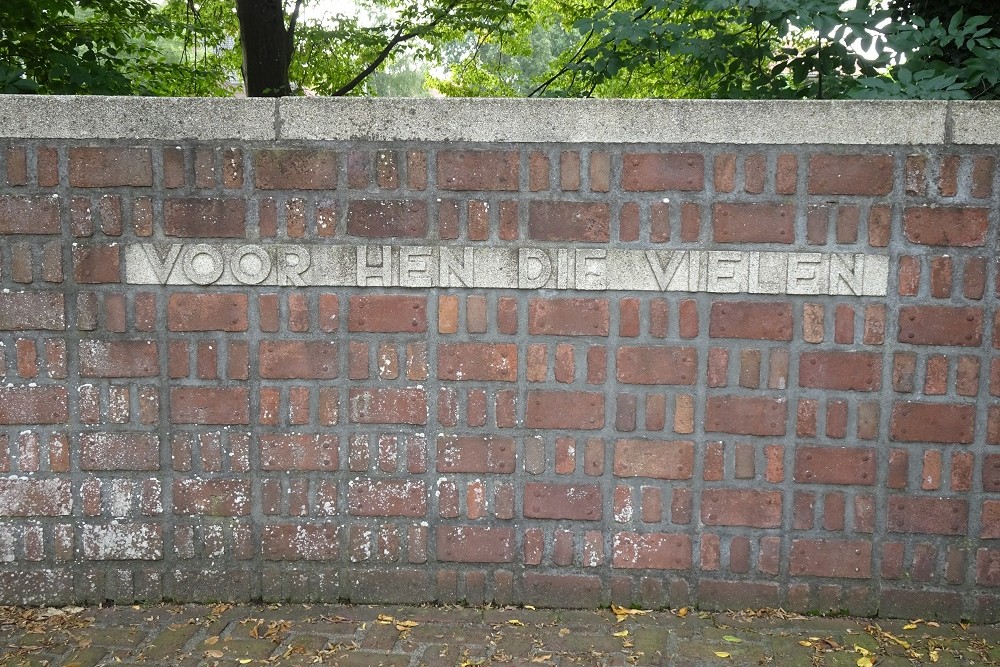 VOOR HEN DIE VIELEN